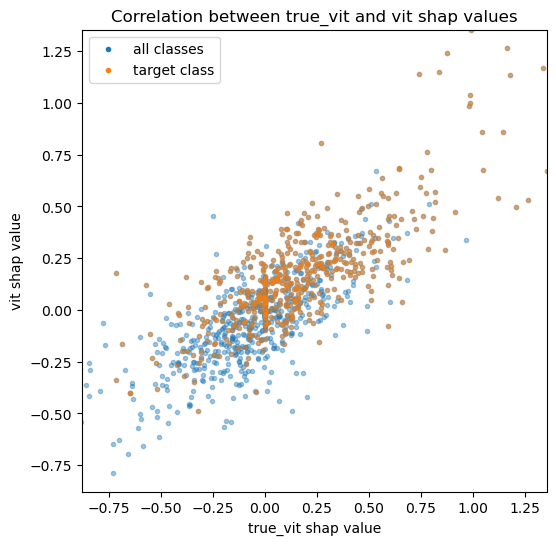 Correlation between true_vit and vit shap values
all classes
target class
vit shap value
1.25
1.00
0.75
0.50
0.25
0.00
−0.25
−0.50
−0.75
−0.75 −0.50 −0.25 0.00 0.25 0.50 0.75 1.00 1.25
true_vit shap value